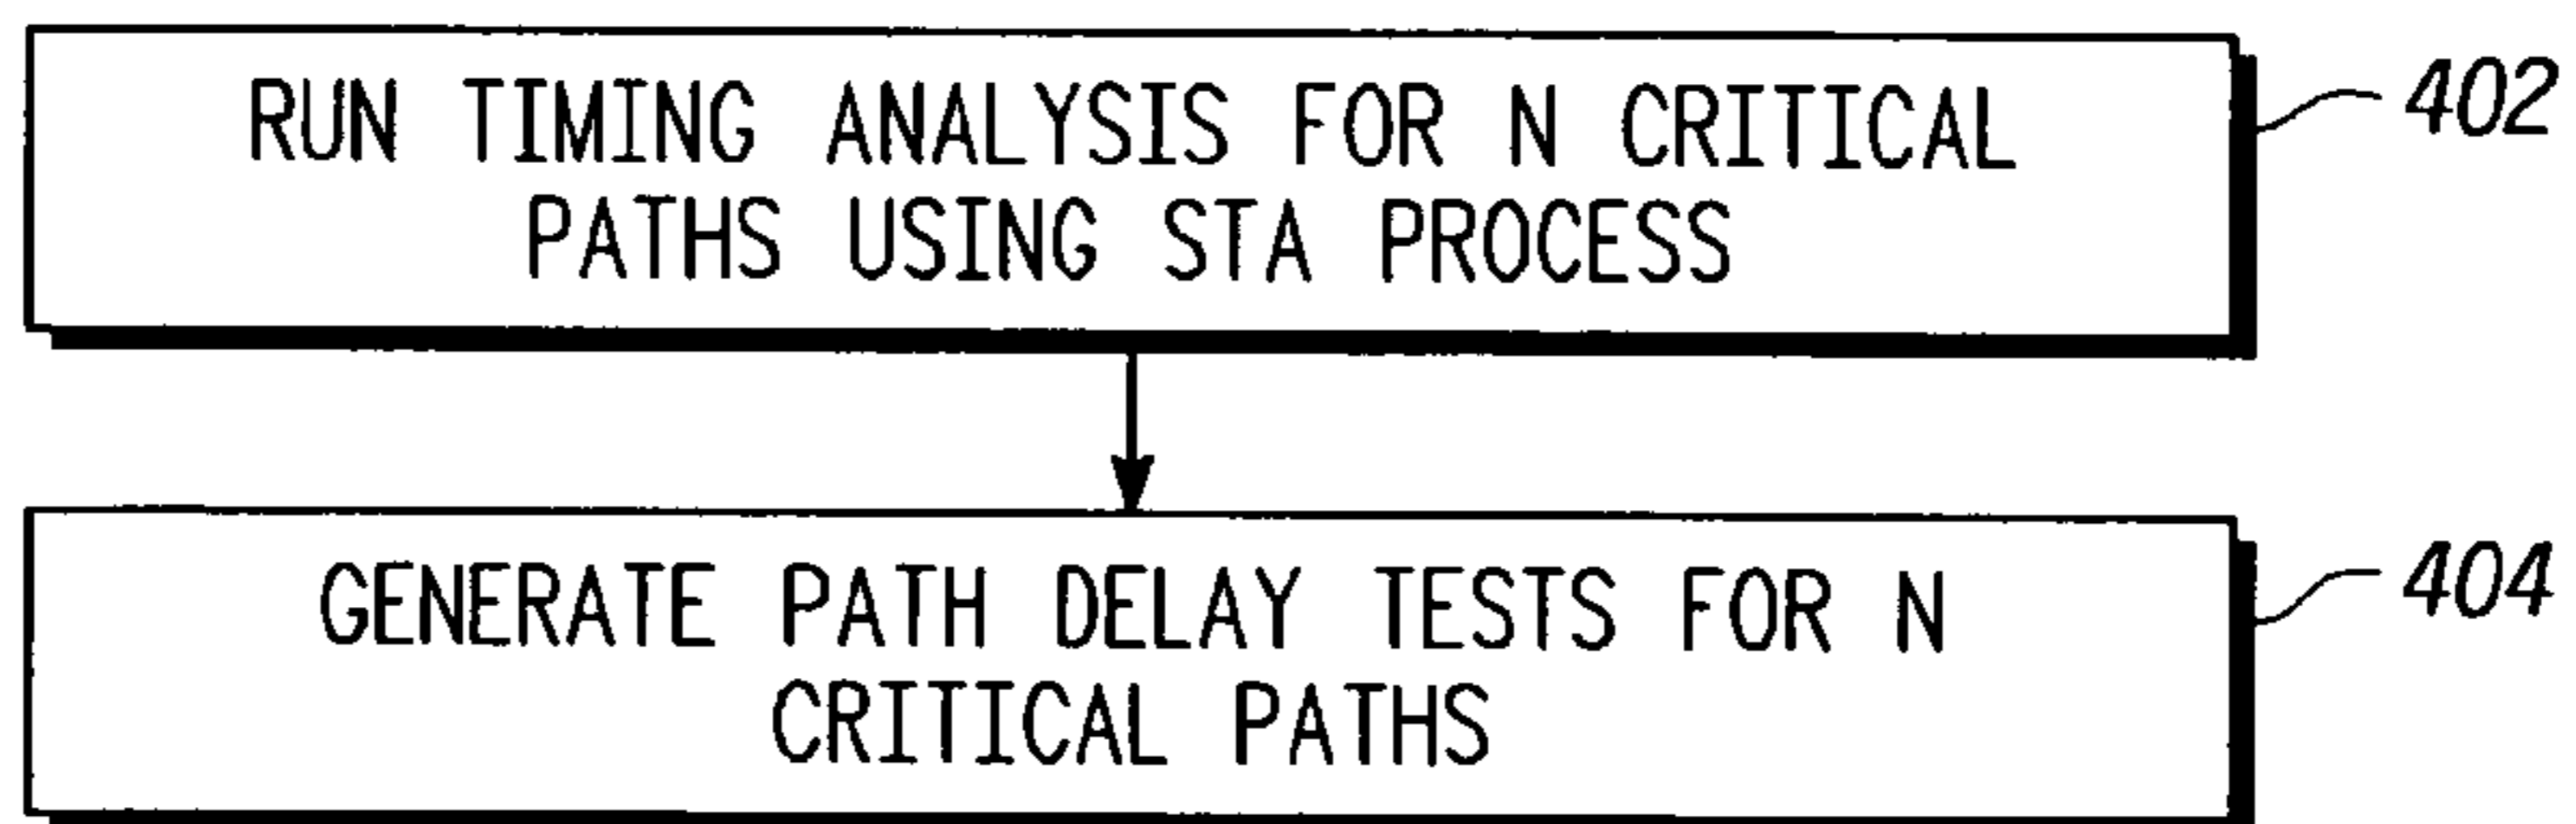 RUN TIMING ANALYSIS FOR N CRITICAL
PATHS USING STA PROCESS
402
GENERATE PATH DELAY TESTS FOR N
CRITICAL PATHS
404